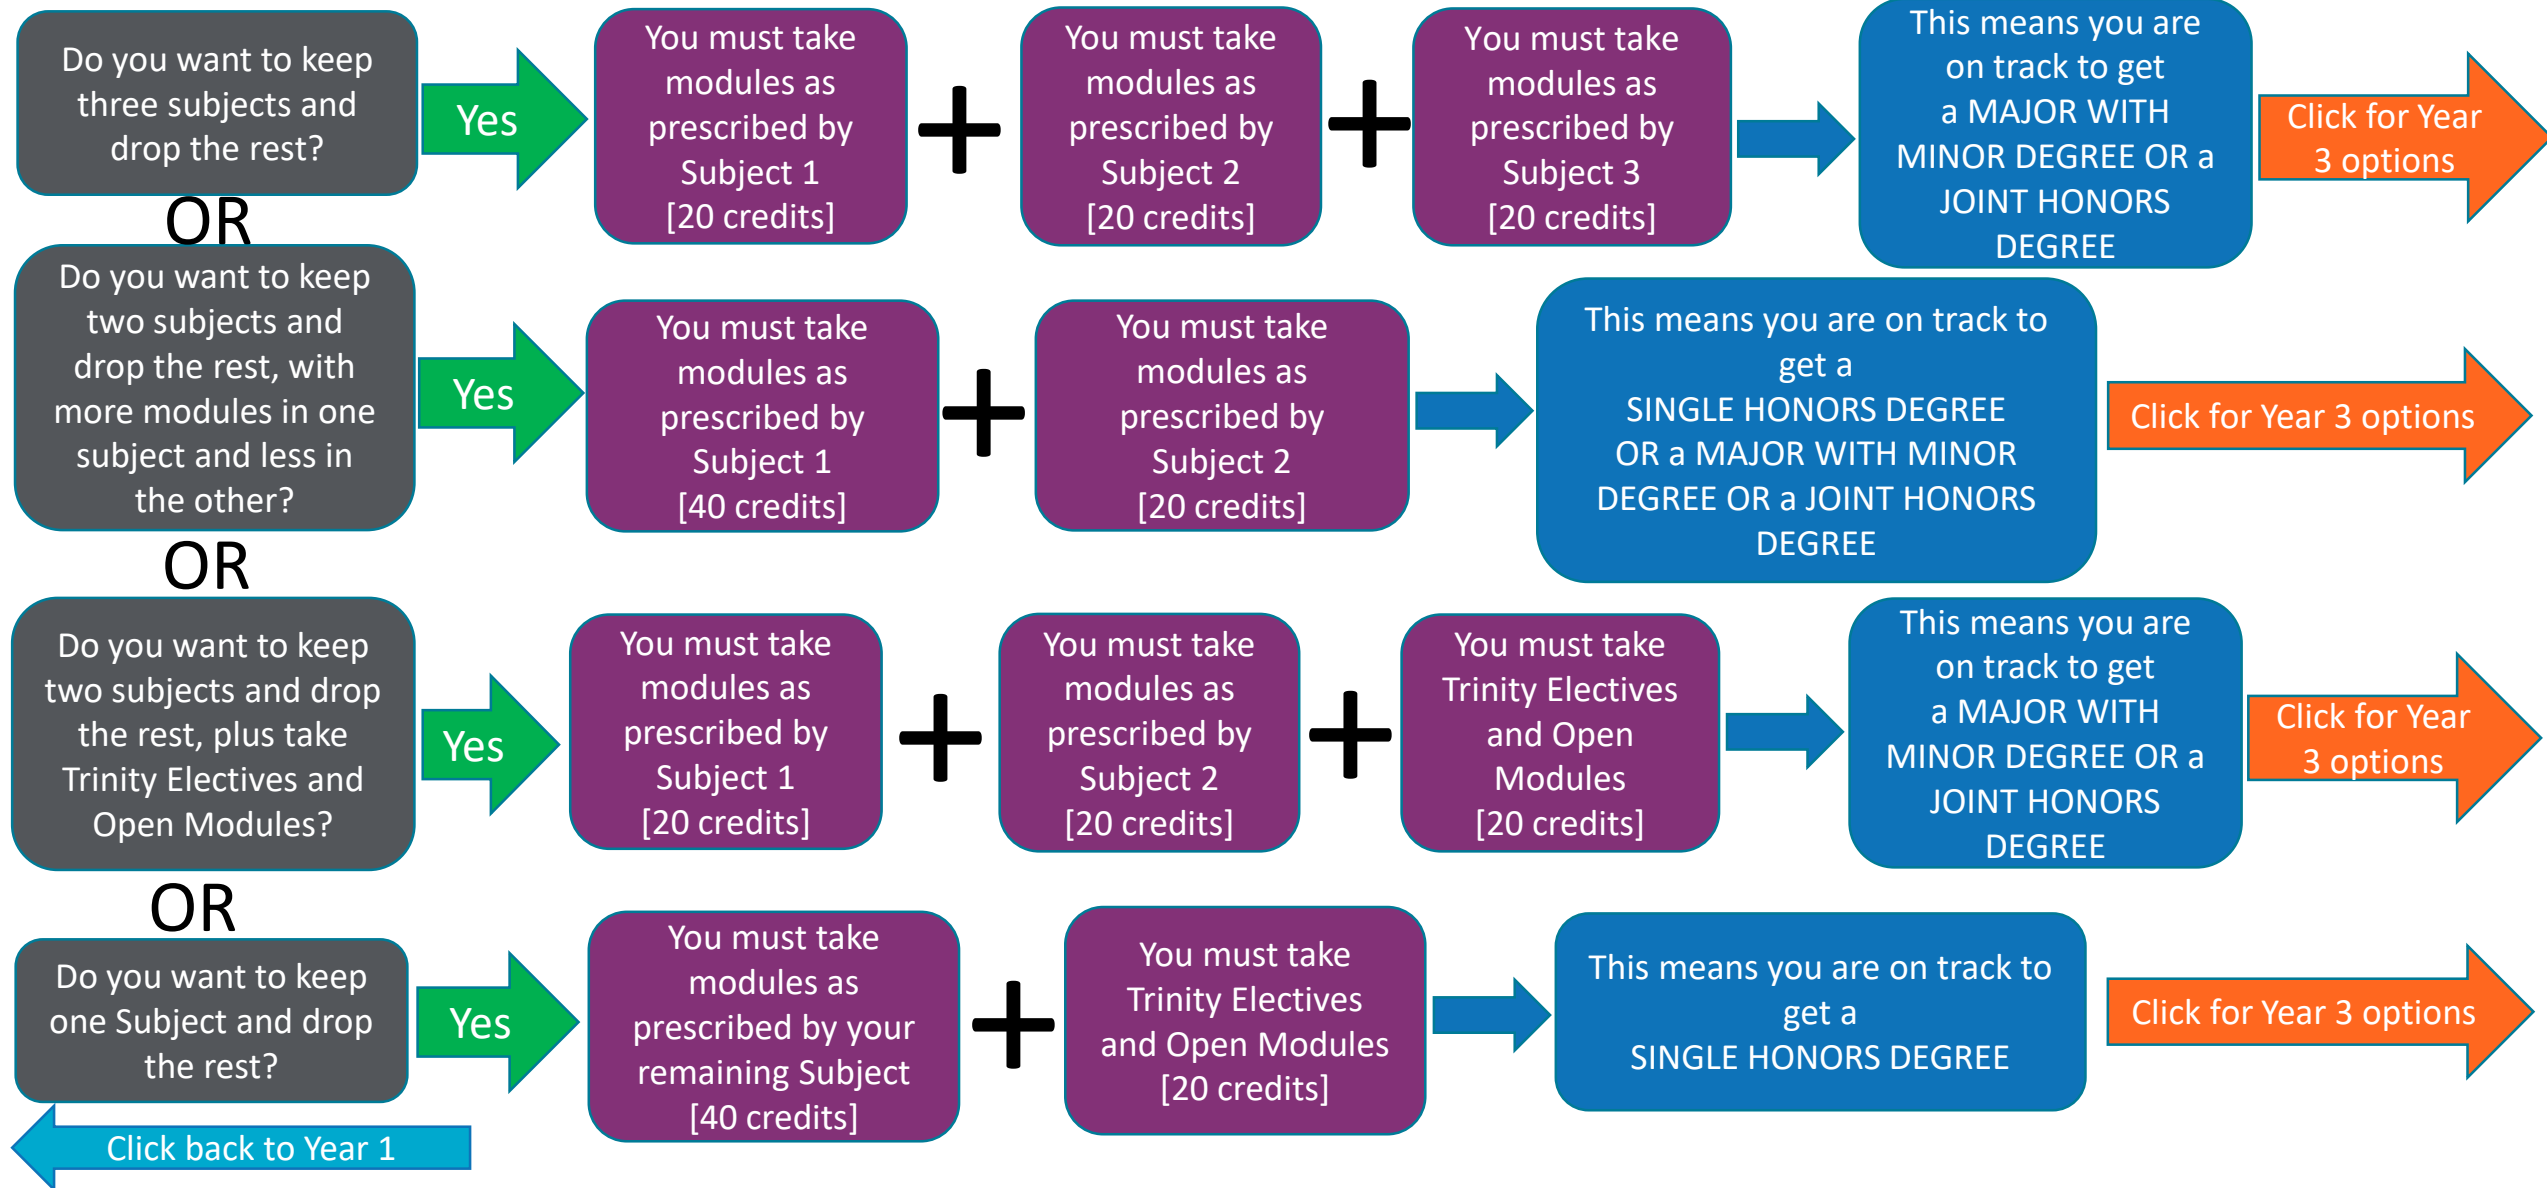 Do you want to keep
three subjects and
drop the rest?
Yes
You must take
modules as
prescribed by
Subject 1
[20 credits]
+
You must take
modules as
prescribed by
Subject 2
[20 credits]
+
You must take
modules as
prescribed by
Subject 3
[20 credits]
This means you are
on track to get
a MAJOR WITH
MINOR DEGREE OR a
JOINT HONORS
DEGREE
Click for Year
3 options
OR
Do you want to keep
two subjects and
drop the rest, with
more modules in one
subject and less in
the other?
Yes
You must take
modules as
prescribed by
Subject 1
[40 credits]
+
You must take
modules as
prescribed by
Subject 2
[20 credits]
This means you are on track to
get a
SINGLE HONORS DEGREE
OR a MAJOR WITH MINOR
DEGREE OR a JOINT HONORS
DEGREE
Click for Year 3 options
OR
Do you want to keep
two subjects and drop
the rest, plus take
Trinity Electives and
Open Modules?
Yes
You must take
modules as
prescribed by
Subject 1
[20 credits]
+
You must take
modules as
prescribed by
Subject 2
[20 credits]
+
You must take
Trinity Electives
and Open
Modules
[20 credits]
This means you are
on track to get
a MAJOR WITH
MINOR DEGREE OR a
JOINT HONORS
DEGREE
Click for Year
3 options
OR
Do you want to keep
one Subject and drop
the rest?
Yes
You must take
modules as
prescribed by your
remaining Subject
[40 credits]
+
You must take
Trinity Electives
and Open Modules
[20 credits]
This means you are on track to
get a
SINGLE HONORS DEGREE
Click for Year 3 options
Click back to Year 1